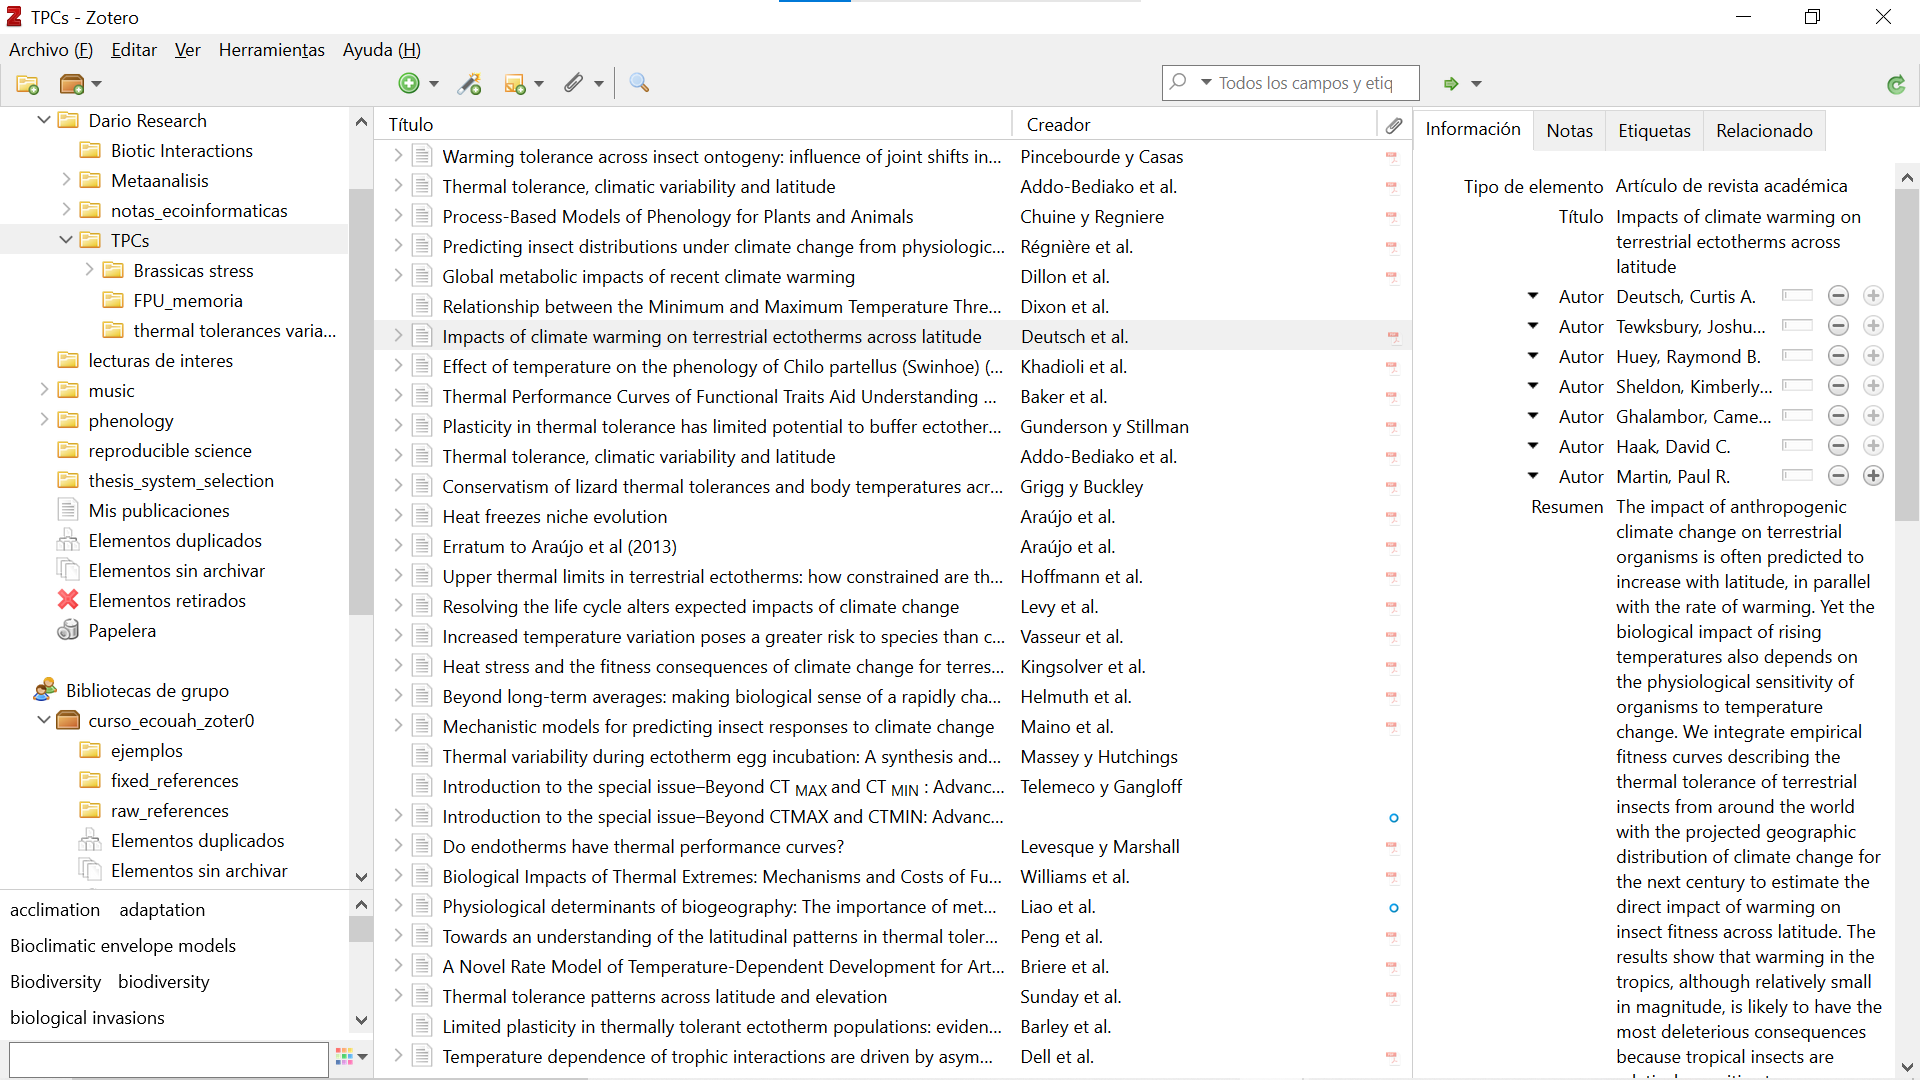 TPCs - Zotero
Archivo (F) Editar Ver Herramientas Ayuda (H)
Todos los campos y etiq
Dario Research
Biotic Interactions
Metaanalisis
notas_ecoinformaticas
TPCs
Brassicas stress
FPU_memoria
thermal tolerances varia...
lecturas de interes
music
phenology
reproducible science
thesis_system_selection
Mis publicaciones
Elementos duplicados
Elementos sin archivar
Elementos retirados
Papelera
Bibliotecas de grupo
curso_ecouah_zoter0
ejemplos
fixed_references
raw_references
Elementos duplicados
Elementos sin archivar
acclimation adaptation
Bioclimatic envelope models
Biodiversity biodiversity
biological invasions
Título Creador
Warming tolerance across insect ontogeny: influence of joint shifts in... Pincebourde y Casas
Thermal tolerance, climatic variability and latitude Addo-Bediako et al.
Process-Based Models of Phenology for Plants and Animals Chuine y Regniere
Predicting insect distributions under climate change from physiologic... Régnière et al.
Global metabolic impacts of recent climate warming Dillon et al.
Relationship between the Minimum and Maximum Temperature Thre... Dixon et al.
Impacts of climate warming on terrestrial ectotherms across latitude Deutsch et al.
Effect of temperature on the phenology of Chilo partellus (Swinhoe) (... Khadioli et al.
Thermal Performance Curves of Functional Traits Aid Understanding ... Baker et al.
Plasticity in thermal tolerance has limited potential to buffer ectother... Gunderson y Stillman
Thermal tolerance, climatic variability and latitude Addo-Bediako et al.
Conservatism of lizard thermal tolerances and body temperatures acr... Grigg y Buckley
Heat freezes niche evolution Araújo et al.
Erratum to Araújo et al (2013) Araújo et al.
Upper thermal limits in terrestrial ectotherms: how constrained are th... Hoffmann et al.
Resolving the life cycle alters expected impacts of climate change Levy et al.
Increased temperature variation poses a greater risk to species than c... Vasseur et al.
Heat stress and the fitness consequences of climate change for terres... Kingsolver et al.
Beyond long-term averages: making biological sense of a rapidly cha... Helmuth et al.
Mechanistic models for predicting insect responses to climate change Maino et al.
Thermal variability during ectotherm egg incubation: A synthesis and... Massey y Hutchings
Introduction to the special issue–Beyond CT MAX and CT MIN : Advanc... Telemeco y Gangloff
Introduction to the special issue–Beyond CTMAX and CTMIN: Advanc...
Do endotherms have thermal performance curves? Levesque y Marshall
Biological Impacts of Thermal Extremes: Mechanisms and Costs of Fu... Williams et al.
Physiological determinants of biogeography: The importance of met... Liao et al.
Towards an understanding of the latitudinal patterns in thermal toler... Peng et al.
A Novel Rate Model of Temperature-Dependent Development for Art... Briere et al.
Thermal tolerance patterns across latitude and elevation Sunday et al.
Limited plasticity in thermally tolerant ectotherm populations: eviden... Barley et al.
Temperature dependence of trophic interactions are driven by asym... Dell et al.
Información Notas Etiquetas Relacionado
Tipo de elemento Artículo de revista académica
Título Impacts of climate warming on
terrestrial ectotherms across
latitude
Autor Deutsch, Curtis A.
Autor Tewksbury, Joshu...
Autor Huey, Raymond B.
Autor Sheldon, Kimberly...
Autor Ghalambor, Came...
Autor Haak, David C.
Autor Martin, Paul R.
Resumen The impact of anthropogenic
climate change on terrestrial
organisms is often predicted to
increase with latitude, in parallel
with the rate of warming. Yet the
biological impact of rising
temperatures also depends on
the physiological sensitivity of
organisms to temperature
change. We integrate empirical
fitness curves describing the
thermal tolerance of terrestrial
insects from around the world
with the projected geographic
distribution of climate change for
the next century to estimate the
direct impact of warming on
insect fitness across latitude. The
results show that warming in the
tropics, although relatively small
in magnitude, is likely to have the
most deleterious consequences
because tropical insects are